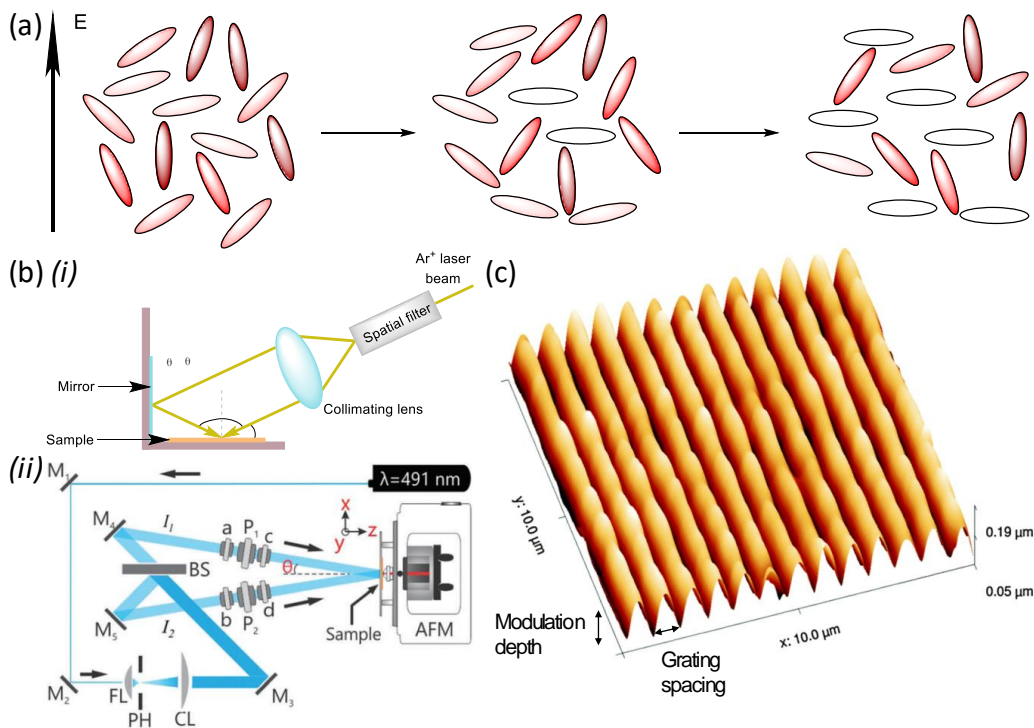 (a)
E
(b) (i)
Ar+ laser
beam
Spatial filter
θ θ
Mirror
Collimating lens
Sample
(ii)
M1
λ=491 nm
M4
I1
a
P1
c
x
z
y
BS
θ
M5
I2
b
P2
d
Sample
AFM
M2
FL
PH
CL
M3
(c)
y: 10.0 µm
0.19 µm
0.05 µm
x: 10.0 µm
Modulation
depth
Grating
spacing